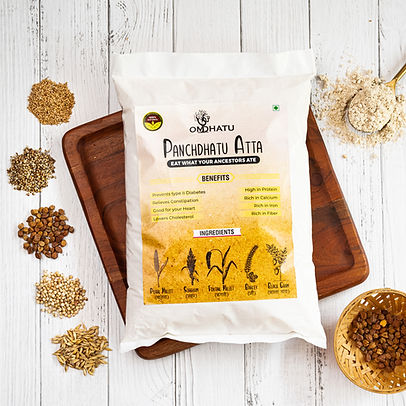 OMDHATU
PANCHDHATU ATTA
EAT WHAT YOUR ANCESTORS ATE
BENEFITS
Prevents type II Diabetes
High in Protein
Relieves Constipation
Rich in Calcium
Good for your Heart
Rich in Iron
Lowers Cholesterol
Rich in Fiber
INGREDIENTS
PEARL MILLET
SORGHUM
FINGER MILLET
BARLEY
BLACK GRAM